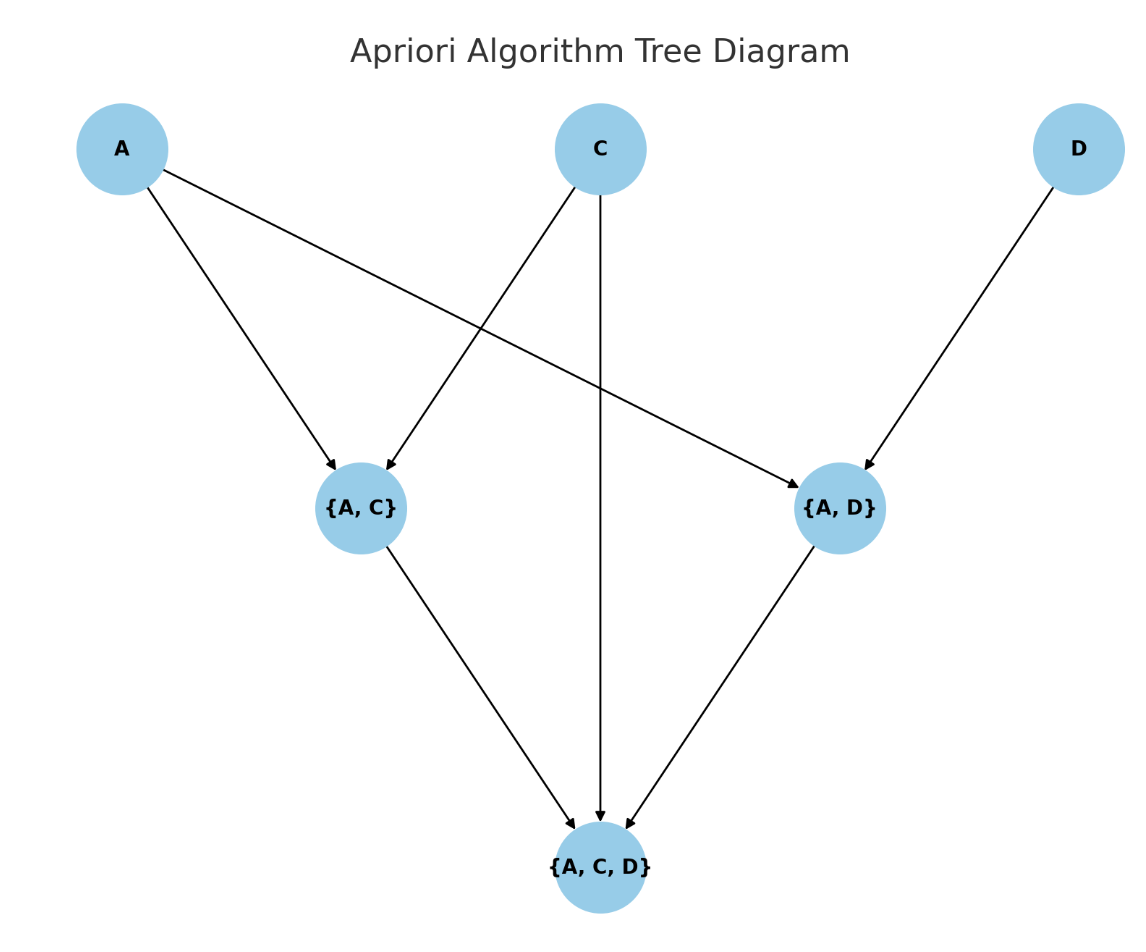 Apriori Algorithm Tree Diagram
A
C
D
{A, C}
{A, D}
{A, C, D}